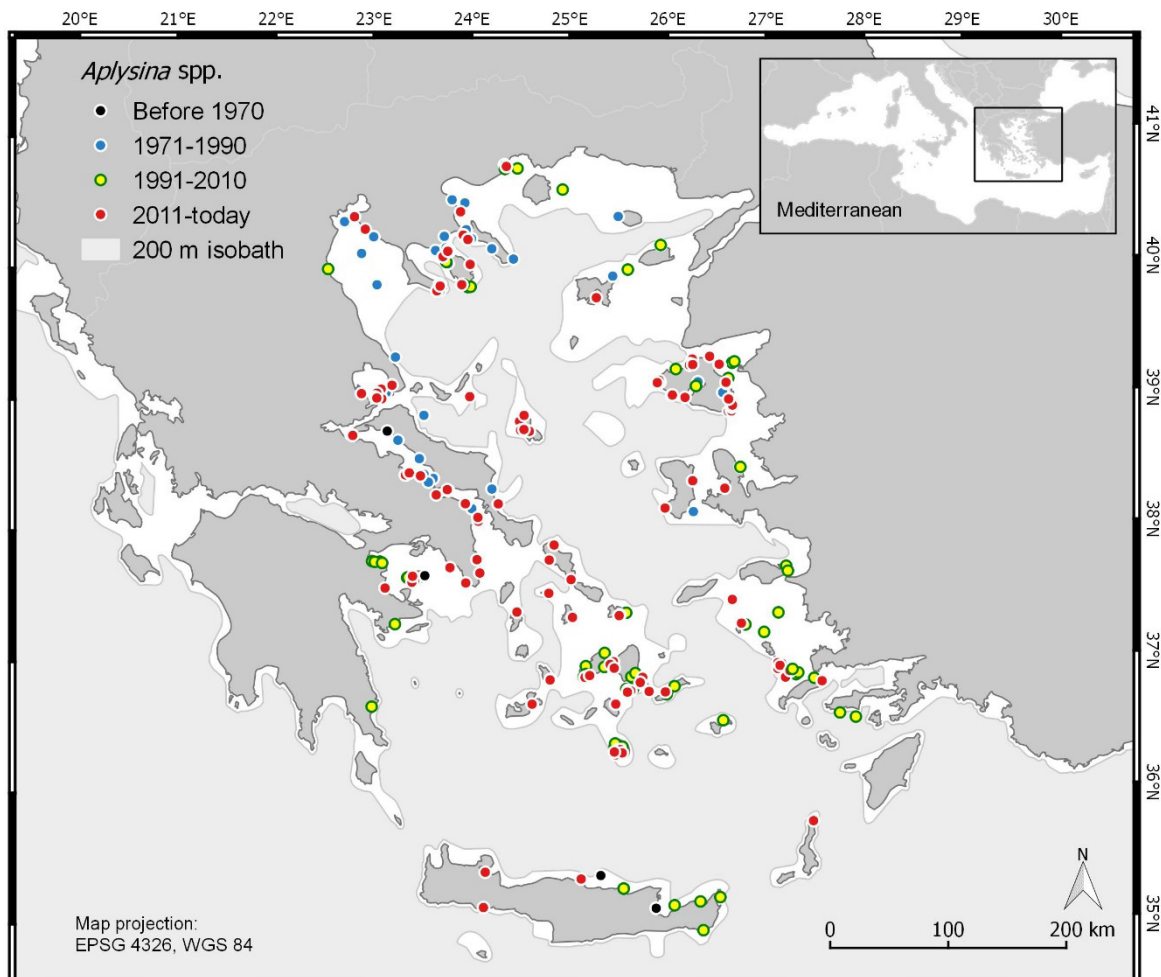 20°E 21°E 22°E 23°E 24°E 25°E 26°E 27°E 28°E 29°E 30°E
Aplysina spp.
Before 1970
1971-1990
1991-2010
2011-today
200 m isobath
Mediterranean
41°N
40°N
39°N
38°N
37°N
36°N
35°N
N
Map projection:
EPSG 4326, WGS 84
0 100 200 km